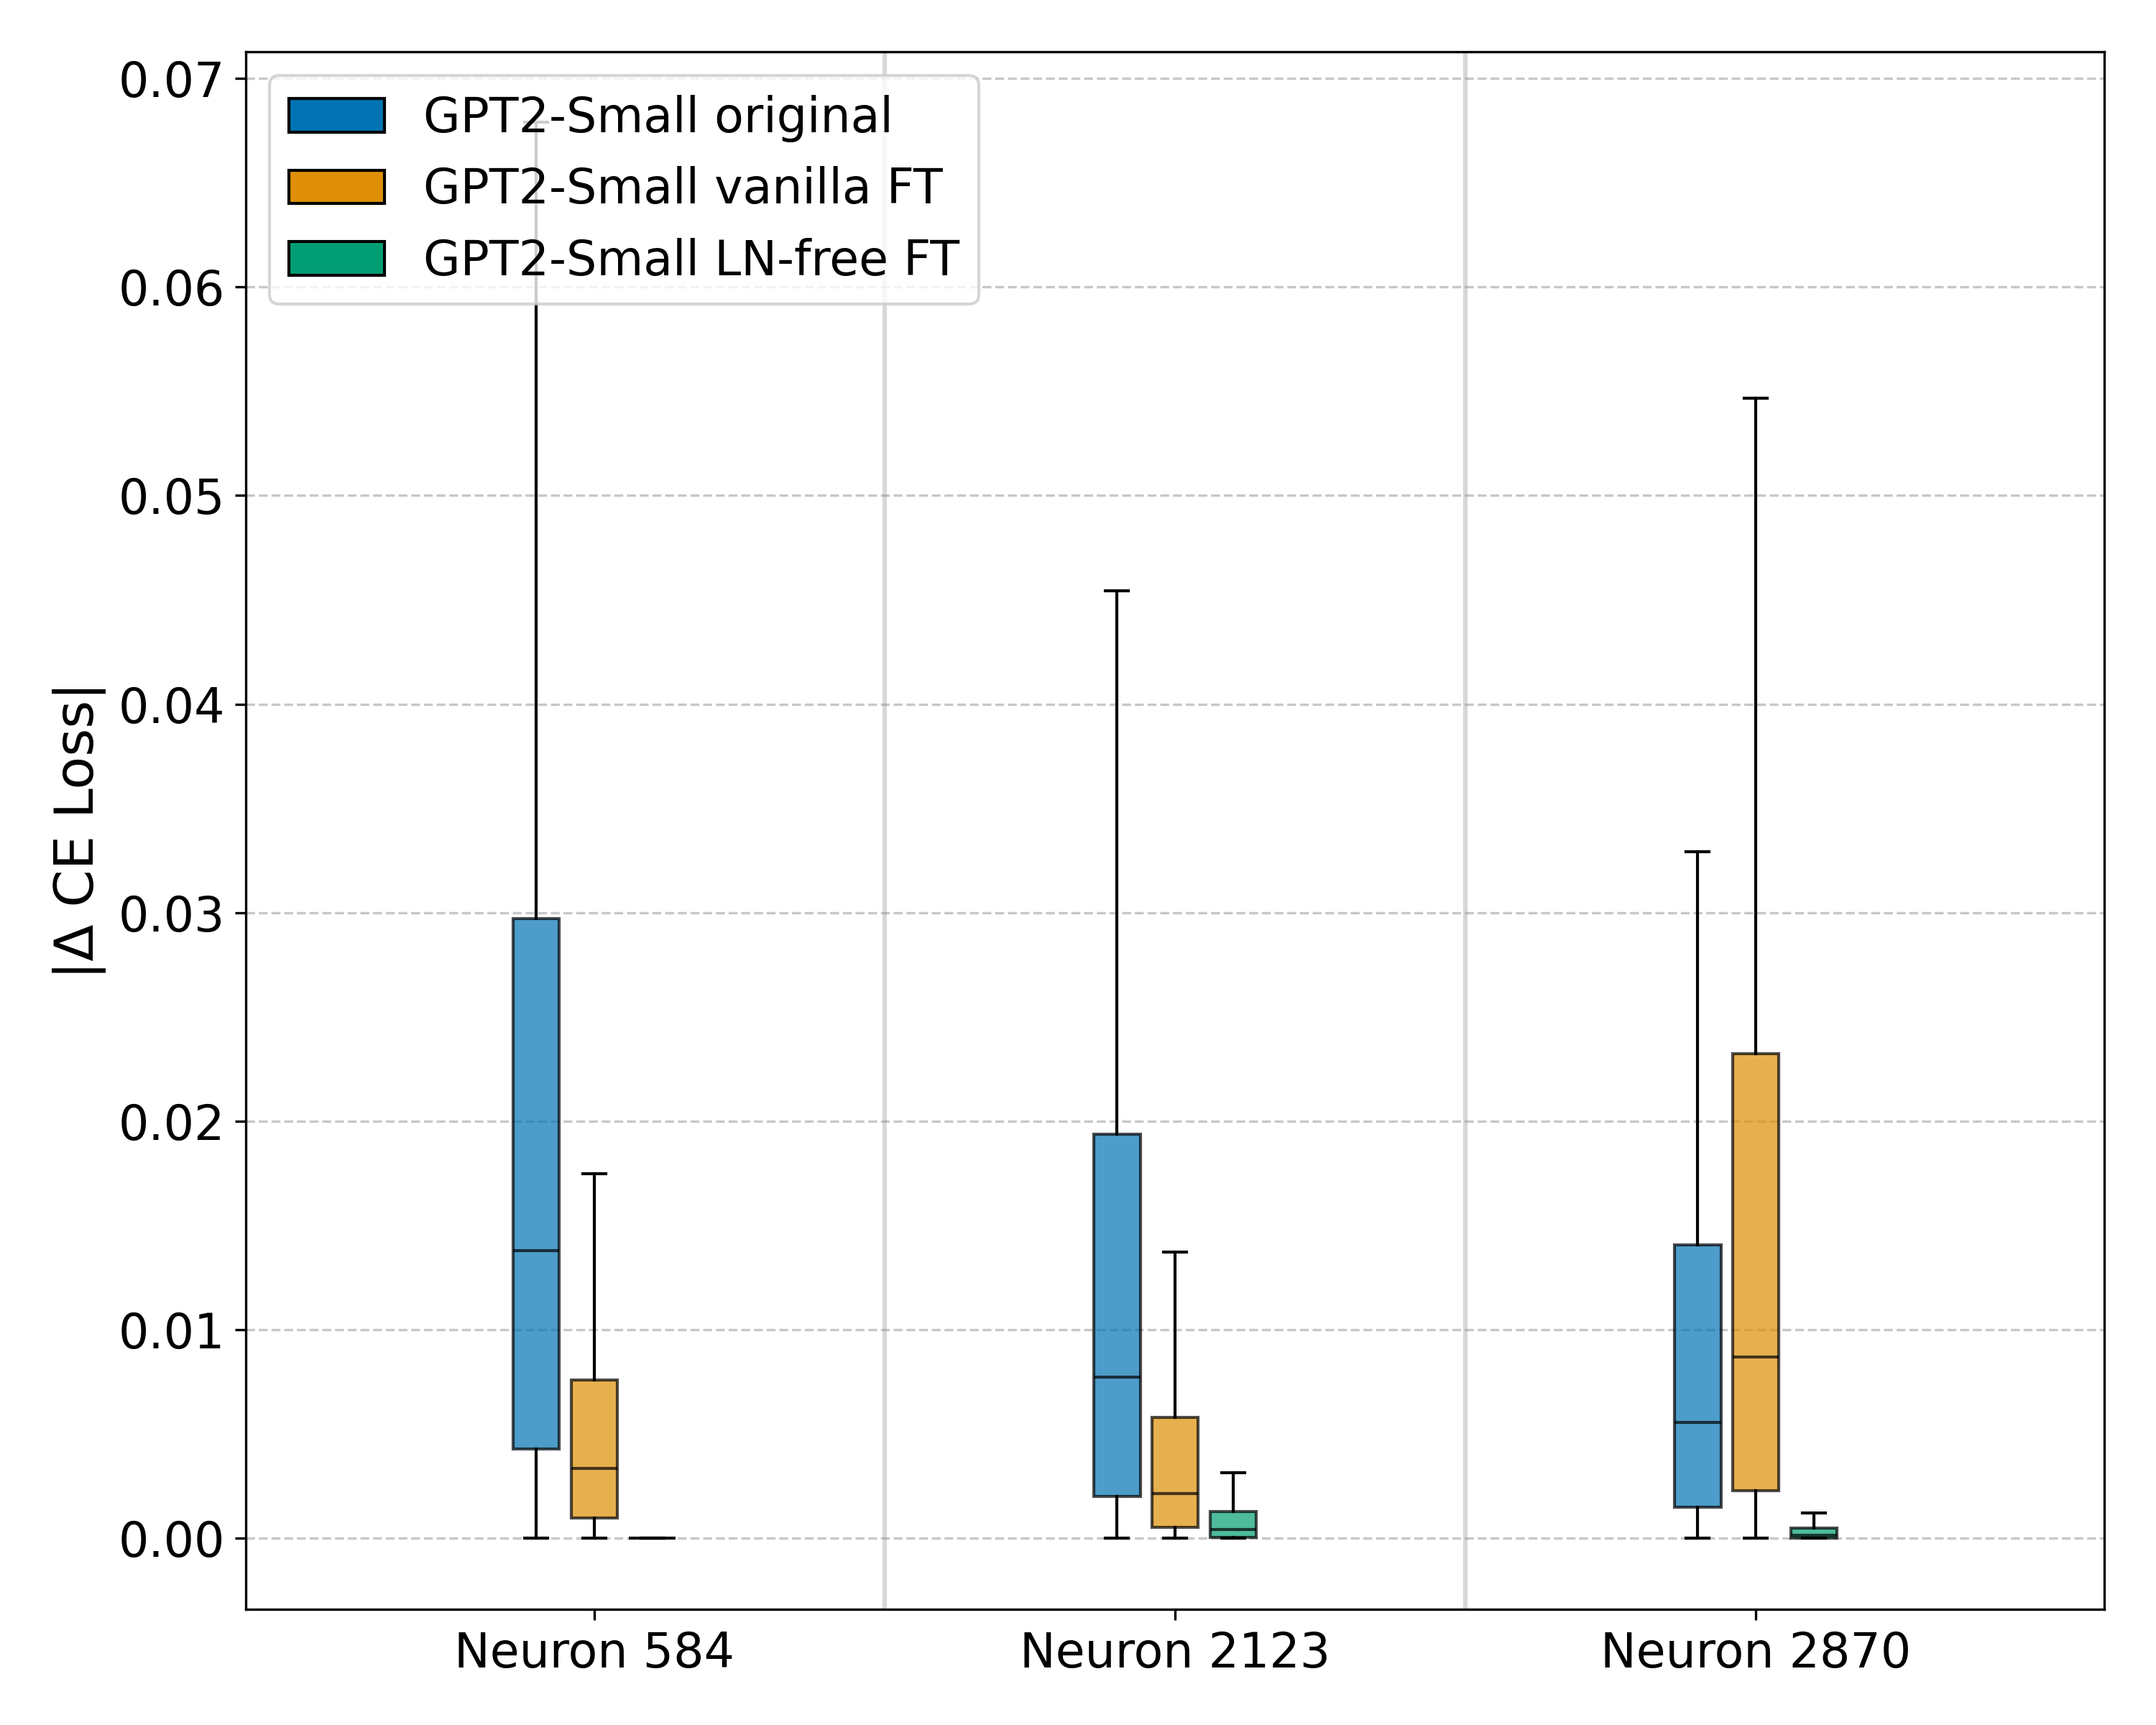 GPT2-Small original
GPT2-Small vanilla FT
GPT2-Small LN-free FT
|Δ CE Loss|
0.07
0.06
0.05
0.04
0.03
0.02
0.01
0.00
Neuron 584
Neuron 2123
Neuron 2870